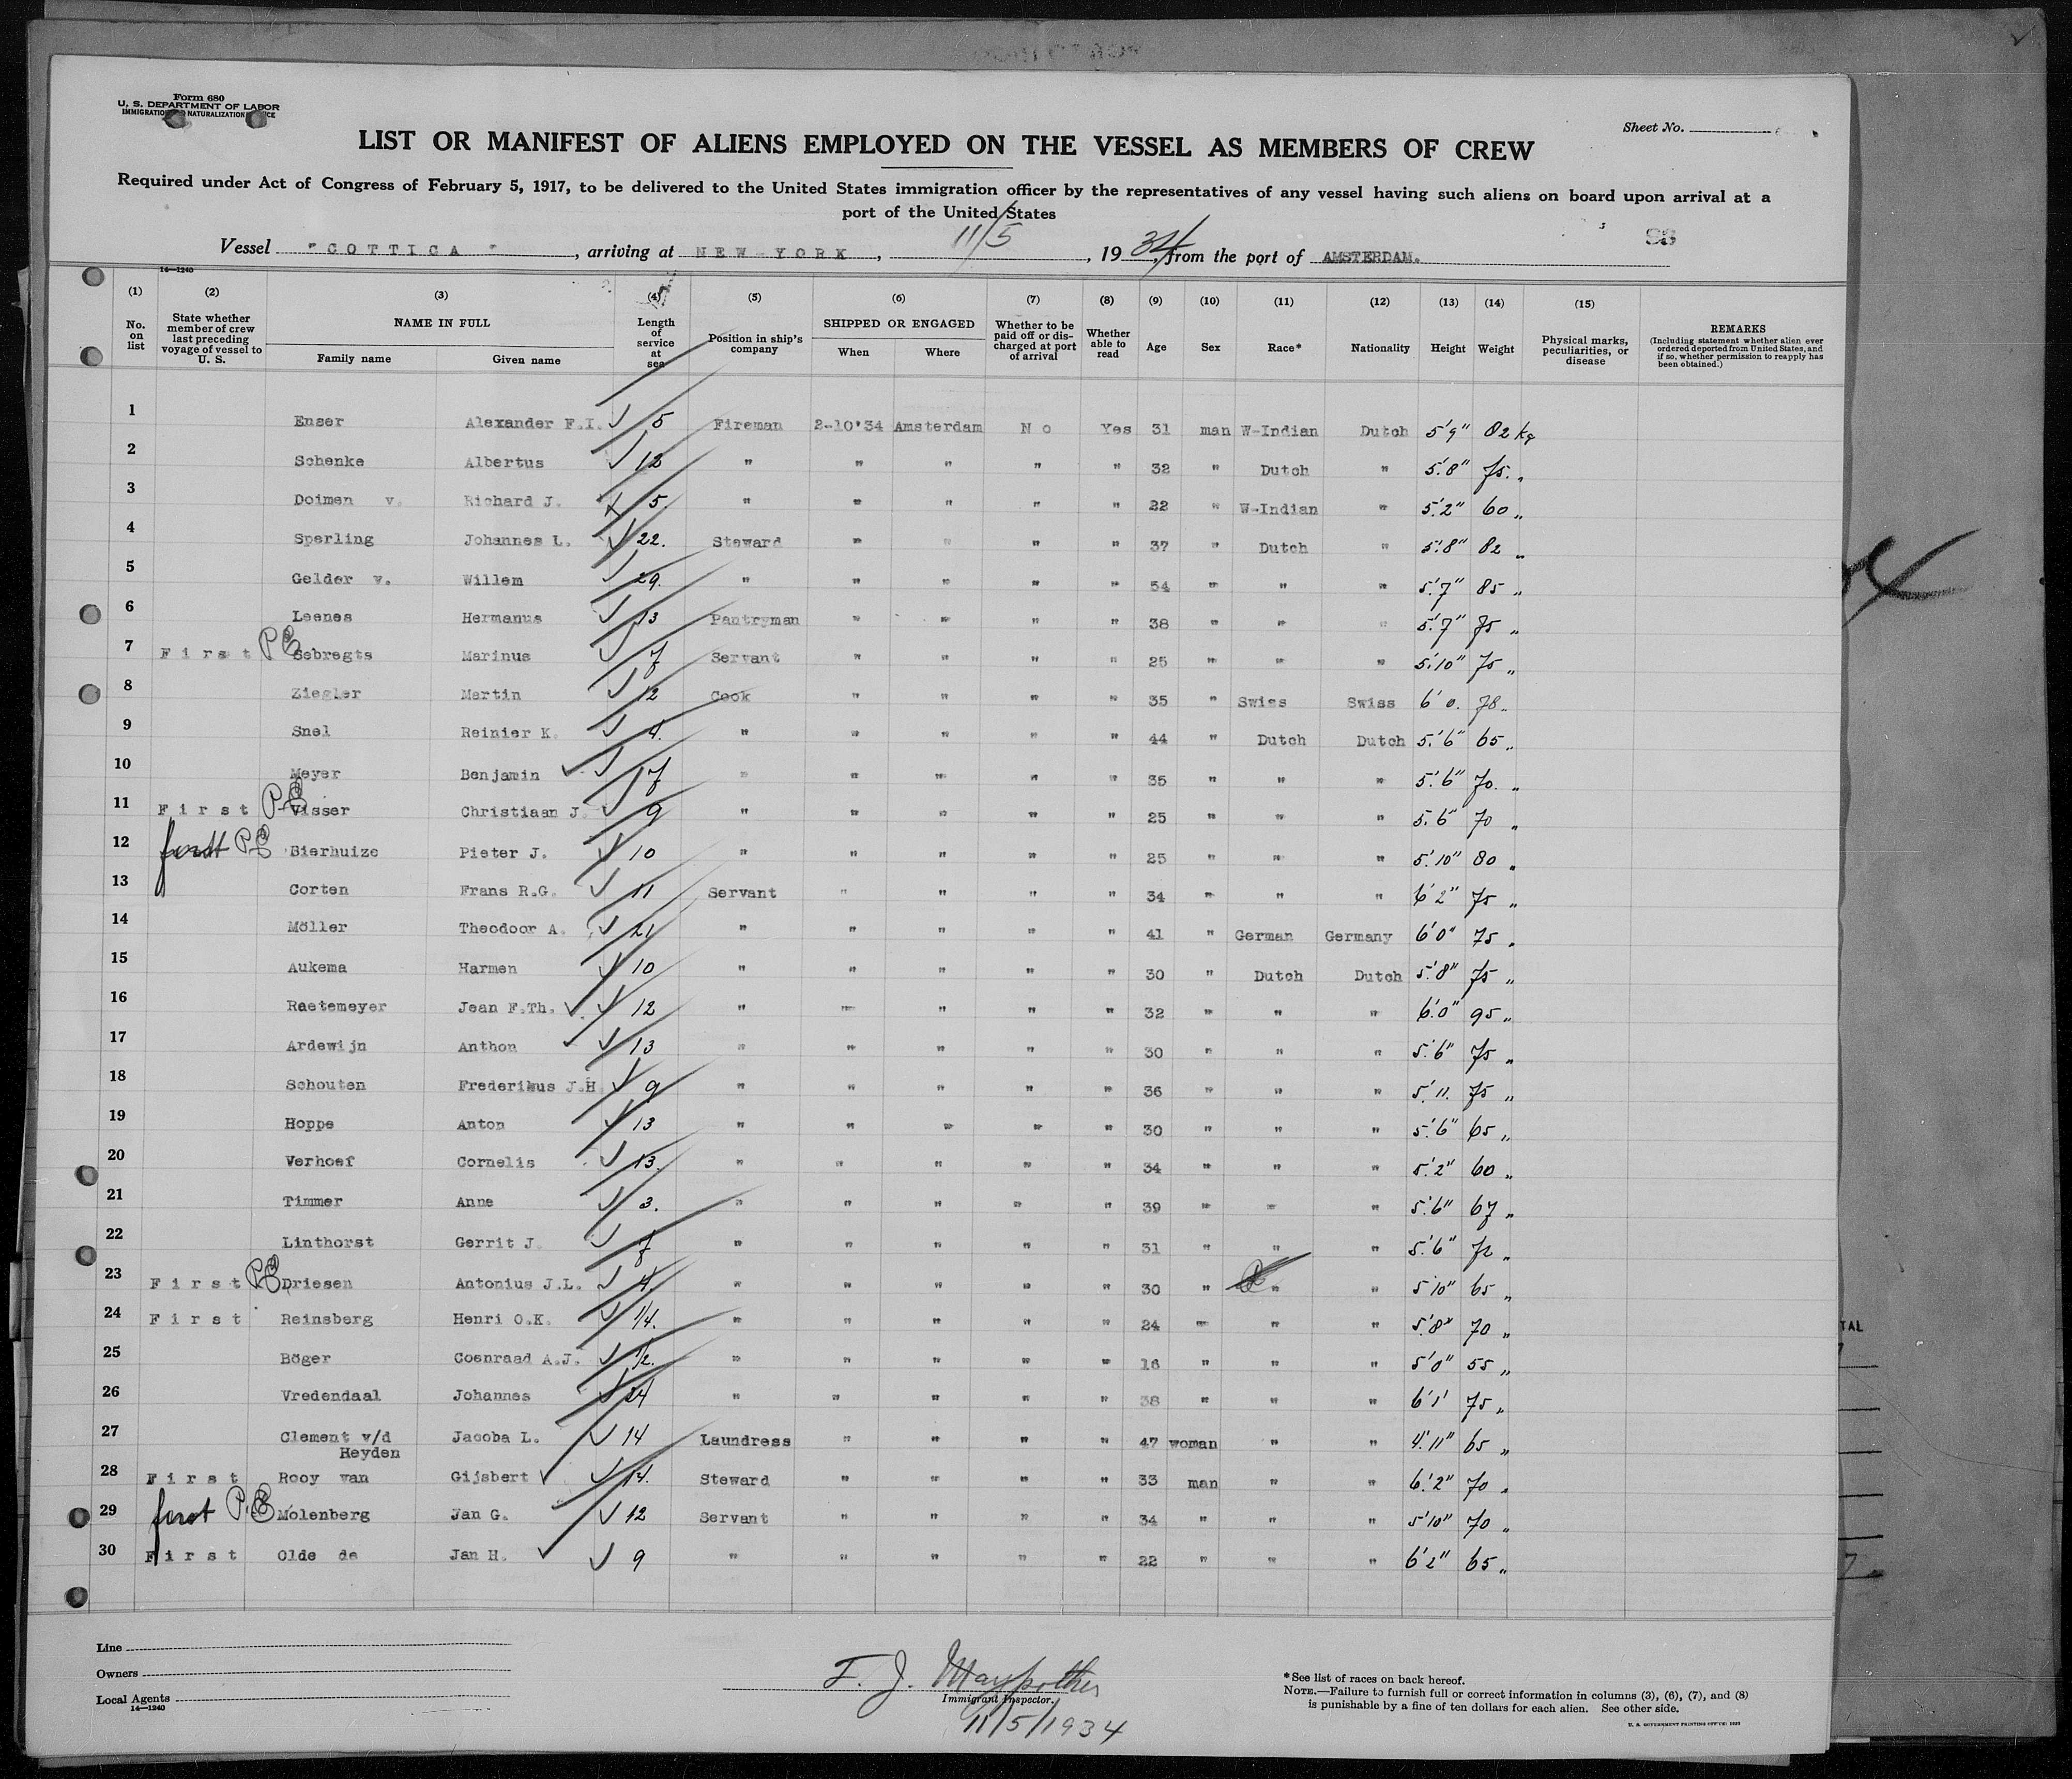 Form 680
U. S. DEPARTMENT OF LABOR
IMMIGRATION AND NATURALIZATION SERVICE
Sheet No.
LIST OR MANIFEST OF ALIENS EMPLOYED ON THE VESSEL AS MEMBERS OF CREW
Required under Act of Congress of February 5, 1917, to be delivered to the United States immigration officer by the representatives of any vessel having such aliens on board upon arrival at a
port of the United States
Vessel "COTTICA", arriving at NEW-YORK, 11/5, 1934, from the port of AMSTERDAM.
14—1240
(1) (2) (3) (4) (5) (6) (7) (8) (9) (10) (11) (12) (13) (14) (15)
No. on list
State whether member of crew last preceding voyage of vessel to U. S.
NAME IN FULL
Family name
Given name
Length of service at sea
Position in ship's company
SHIPPED OR ENGAGED
When
Where
Whether to be paid off or discharged at port of arrival
Whether able to read
Age
Sex
Race*
Nationality
Height
Weight
Physical marks, peculiarities, or disease
REMARKS
(Including statement whether alien ever ordered deported from United States, and if so, whether permission to reapply has been obtained.)
1 Enser Alexander F.I. 5 Fireman 2-10'34 Amsterdam No Yes 31 man W-Indian Dutch 5'9" 82 kg
2 Schenke Albertus 12 " " " " " 32 " Dutch " 5'8" 75 "
3 Doimen v. Richard J. 5 " " " " " 22 " W-Indian " 5'2" 60 "
4 Sperling Johannes L. 22. Steward " " " " 37 " Dutch " 5'8" 82 "
5 Gelder v. Willem 29. " " " " " 54 " " " 5'7" 85 "
6 Leenes Hermanus 13 Pantryman " " " " 38 " " " 5'7" 75 "
7 First Sebregts Marinus 7 Servant " " " " 25 " " " 5'10" 75 "
8 Ziegler Martin 12 Cook " " " " 35 " Swiss Swiss 6'0. 78 "
9 Snel Reinier K. 4. " " " " " 44 " Dutch Dutch 5'6" 65 "
10 Meyer Benjamin 17 " " " " " 35 " " " 5'6" 70. "
11 First Visser Christiaan J. 9 " " " " " 25 " " " 5'6" 70 "
12 Bierhuize Pieter J. 10 " " " " " 25 " " " 5'10" 80 "
13 Corten Frans R.G. 11 Servant " " " " 34 " " " 6'2" 75 "
14 Möller Theodoor A. 21 " " " " " 41 " German Germany 6'0" 75 "
15 Aukema Harmen 10 " " " " " 30 " Dutch Dutch 5'8" 75 "
16 Raetemeyer Jean F.Th. 12 " " " " " 32 " " " 6'0" 95 "
17 Ardewijn Anthon 13 " " " " " 30 " " " 5'6" 75 "
18 Schouten Frederikus J.H. 9 " " " " " 36 " " " 5'11. 75 "
19 Hoppe Anton 13 " " " " " 30 " " " 5'6" 65 "
20 Verhoef Cornelis 13. " " " " " 34 " " " 5'2" 60 "
21 Timmer Anne 3. " " " " " 39 " " " 5'6" 67 "
22 Linthorst Gerrit J. 7 " " " " " 31 " " " 5'6" 72 "
23 First Driesen Antonius J.L. 4. " " " " " 30 " " " 5'10" 65 "
24 First Reinsberg Henri O.K. 1/4. " " " " " 24 " " " 5'8" 70 "
25 Böger Coenraad A.J. 1/2. " " " " " 16 " " " 5'0" 55 "
26 Vredendaal Johannes 24 " " " " " 38 " " " 6'1' 75 "
27 Clement v/d Heyden Jacoba L. 14 Laundress " " " " 47 woman " " 4'11" 65 "
28 First Rooy van Gijsbert 14. Steward " " " " 33 man " " 6'2" 70 "
29 first Molenberg Jan G. 12 Servant " " " " 34 " " " 5'10" 70 "
30 First Olde de Jan H. 9 " " " " " 22 " " " 6'2" 65 "
Line
Owners
Local Agents
14—1240
Immigrant Inspector.
11/5/1934
*See list of races on back hereof.
NOTE.—Failure to furnish full or correct information in columns (3), (6), (7), and (8)
is punishable by a fine of ten dollars for each alien. See other side.